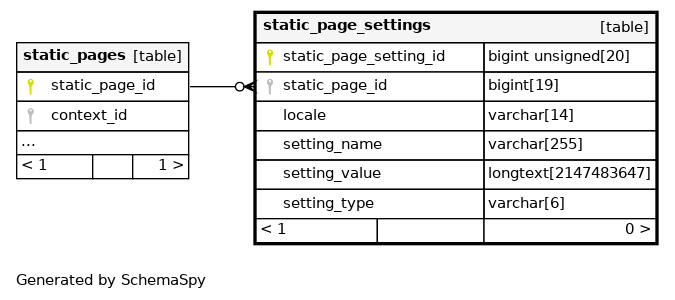 static_pages [table]
static_page_id
context_id
...
< 1 1 >
static_page_settings [table]
static_page_setting_id bigint unsigned[20]
static_page_id bigint[19]
locale varchar[14]
setting_name varchar[255]
setting_value longtext[2147483647]
setting_type varchar[6]
< 1 0 >
Generated by SchemaSpy